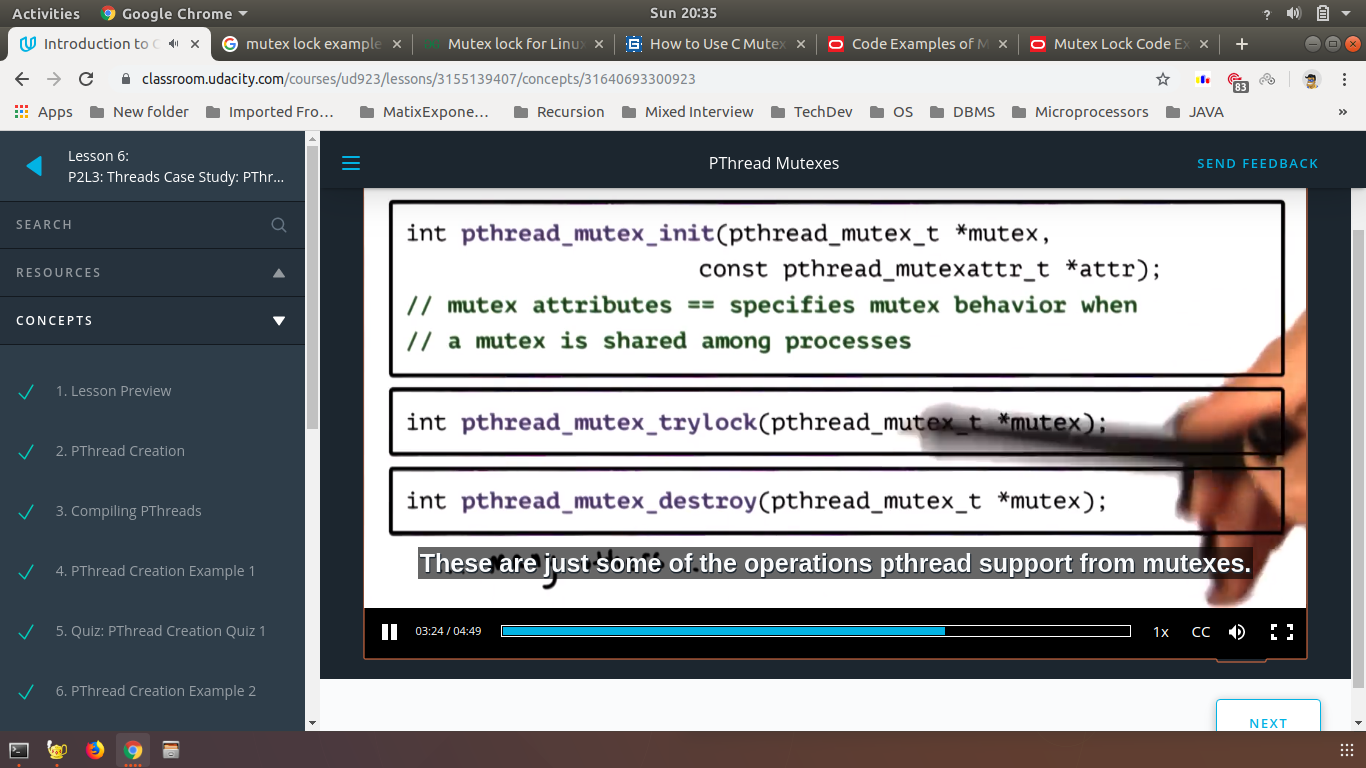 Activities Google Chrome Sun 20:35
Introduction to C mutex lock example Mutex lock for Linux How to Use C Mutex Code Examples of M Mutex Lock Code Ex
classroom.udacity.com/courses/ud923/lessons/3155139407/concepts/31640693300923 83
Apps New folder Imported Fro... MatixExpone... Recursion Mixed Interview TechDev OS DBMS Microprocessors JAVA »
Lesson 6:
P2L3: Threads Case Study: PThr...
PThread Mutexes
SEND FEEDBACK
SEARCH
RESOURCES
CONCEPTS
1. Lesson Preview
2. PThread Creation
3. Compiling PThreads
4. PThread Creation Example 1
5. Quiz: PThread Creation Quiz 1
6. PThread Creation Example 2
int pthread_mutex_init(pthread_mutex_t *mutex,
const pthread_mutexattr_t *attr);
// mutex attributes == specifies mutex behavior when
// a mutex is shared among processes
int pthread_mutex_trylock(pthread_mutex_t *mutex);
int pthread_mutex_destroy(pthread_mutex_t *mutex);
These are just some of the operations pthread support from mutexes.
03:24 / 04:49 1x CC
NEXT